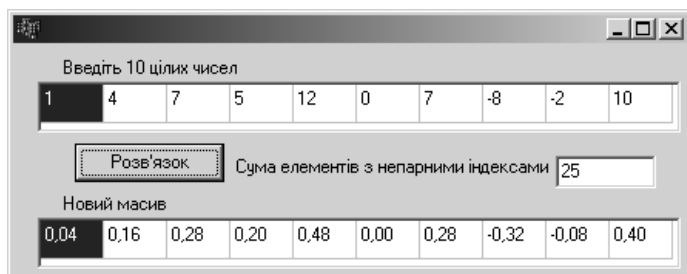 Введіть 10 цілих чисел
1 4 7 5 12 0 7 -8 -2 10
Розв'язок Сума елементів з непарними індексами 25
Новий масив
0,04 0,16 0,28 0,20 0,48 0,00 0,28 -0,32 -0,08 0,40